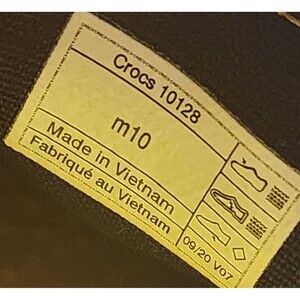 Crocs 10128
m10
Made in Vietnam
Fabriqué au Vietnam
09/20 V07